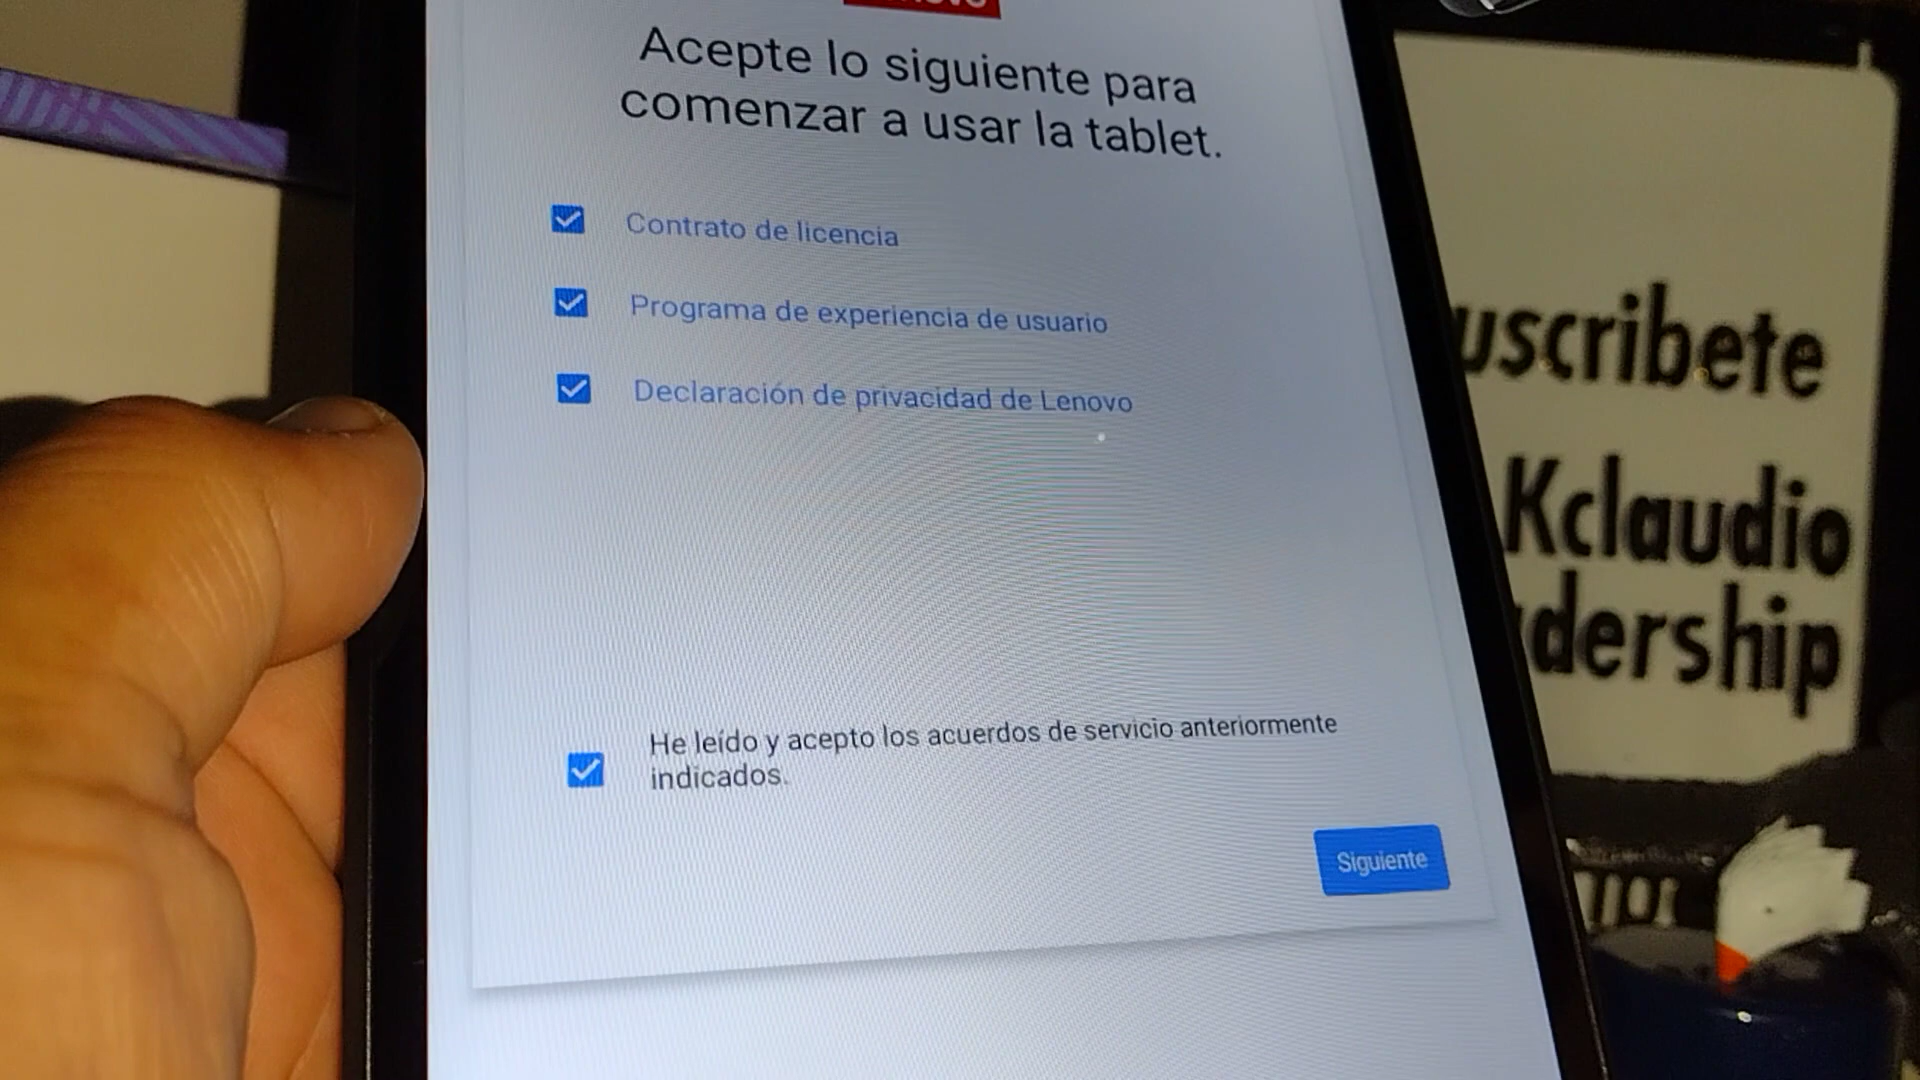 Acepte lo siguiente para
comenzar a usar la tablet.
Contrato de licencia
Programa de experiencia de usuario
Declaración de privacidad de Lenovo
He leído y acepto los acuerdos de servicio anteriormente
indicados.
Siguiente
uscribete
Kclaudio
dership